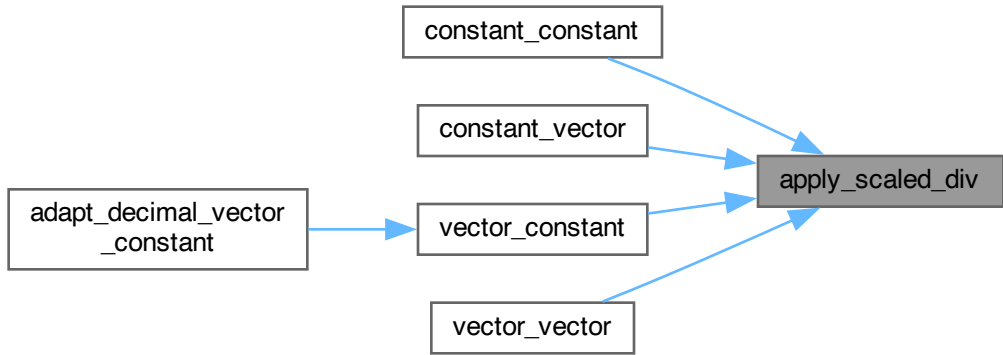 constant_constant
constant_vector
apply_scaled_div
adapt_decimal_vector
_constant
vector_constant
vector_vector